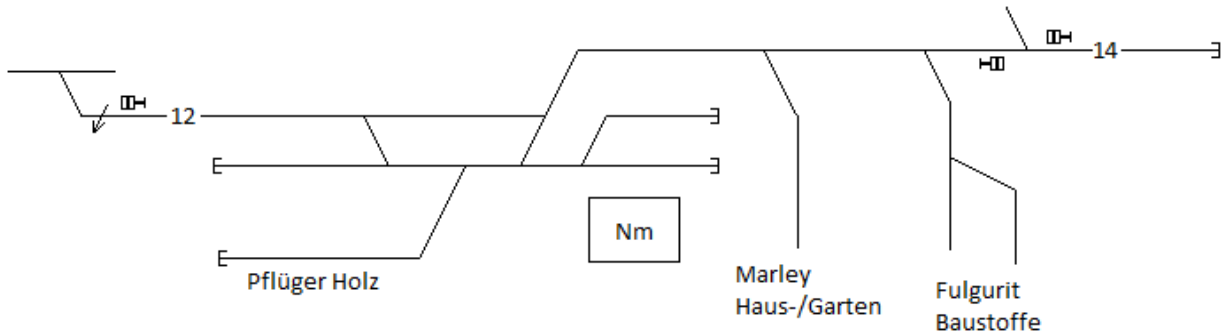 14
12
Nm
Pflüger Holz
Marley
Haus-/Garten
Fulgurit
Baustoffe